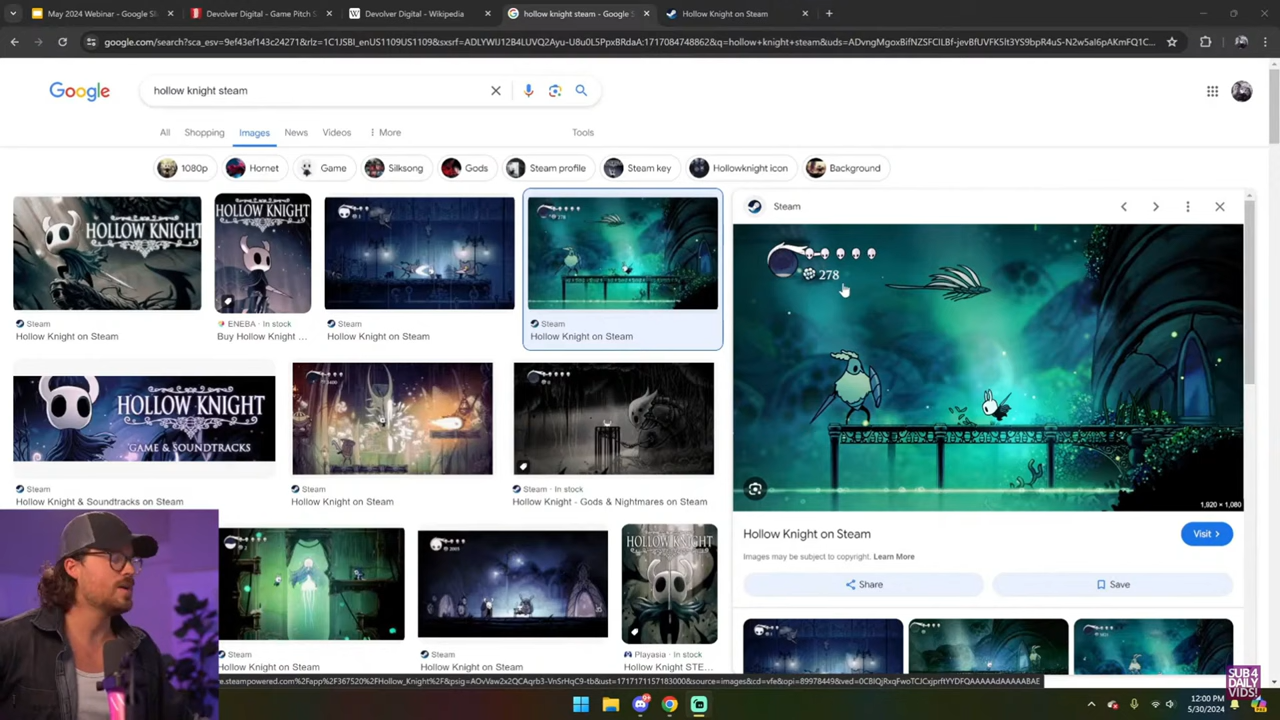 May 2024 Webinar - Google Sli
Devolver Digital - Game Pitch S
Devolver Digital - Wikipedia
hollow knight steam - Google S
Hollow Knight on Steam
hollow knight steam
Google
All
Shopping
Images
News
Videos
More
Tools
1080p
Hornet
Game
Silksong
Gods
Steam profile
Steam key
Hollowknight icon
Background
HOLLOW KNIGHT
Steam
Hollow Knight on Steam
HOLLOW KNIGHT
ENEBA · In stock
Buy Hollow Knight ...
Steam
Hollow Knight on Steam
Steam
Hollow Knight on Steam
HOLLOW KNIGHT
GAME & SOUNDTRACKS
Steam
Hollow Knight & Soundtracks on Steam
Steam
Hollow Knight on Steam
Steam · In stock
Hollow Knight - Gods & Nightmares on Steam
Steam
Hollow Knight on Steam
Steam
Hollow Knight on Steam
HOLLOW KNIGHT
Playasia · In stock
Hollow Knight STE...
Steam
278
1,920 × 1,080
Hollow Knight on Steam
Visit
Images may be subject to copyright. Learn More
Share
Save
SUB 4
DAILY
VIDS!
12:00 PM
5/30/2024